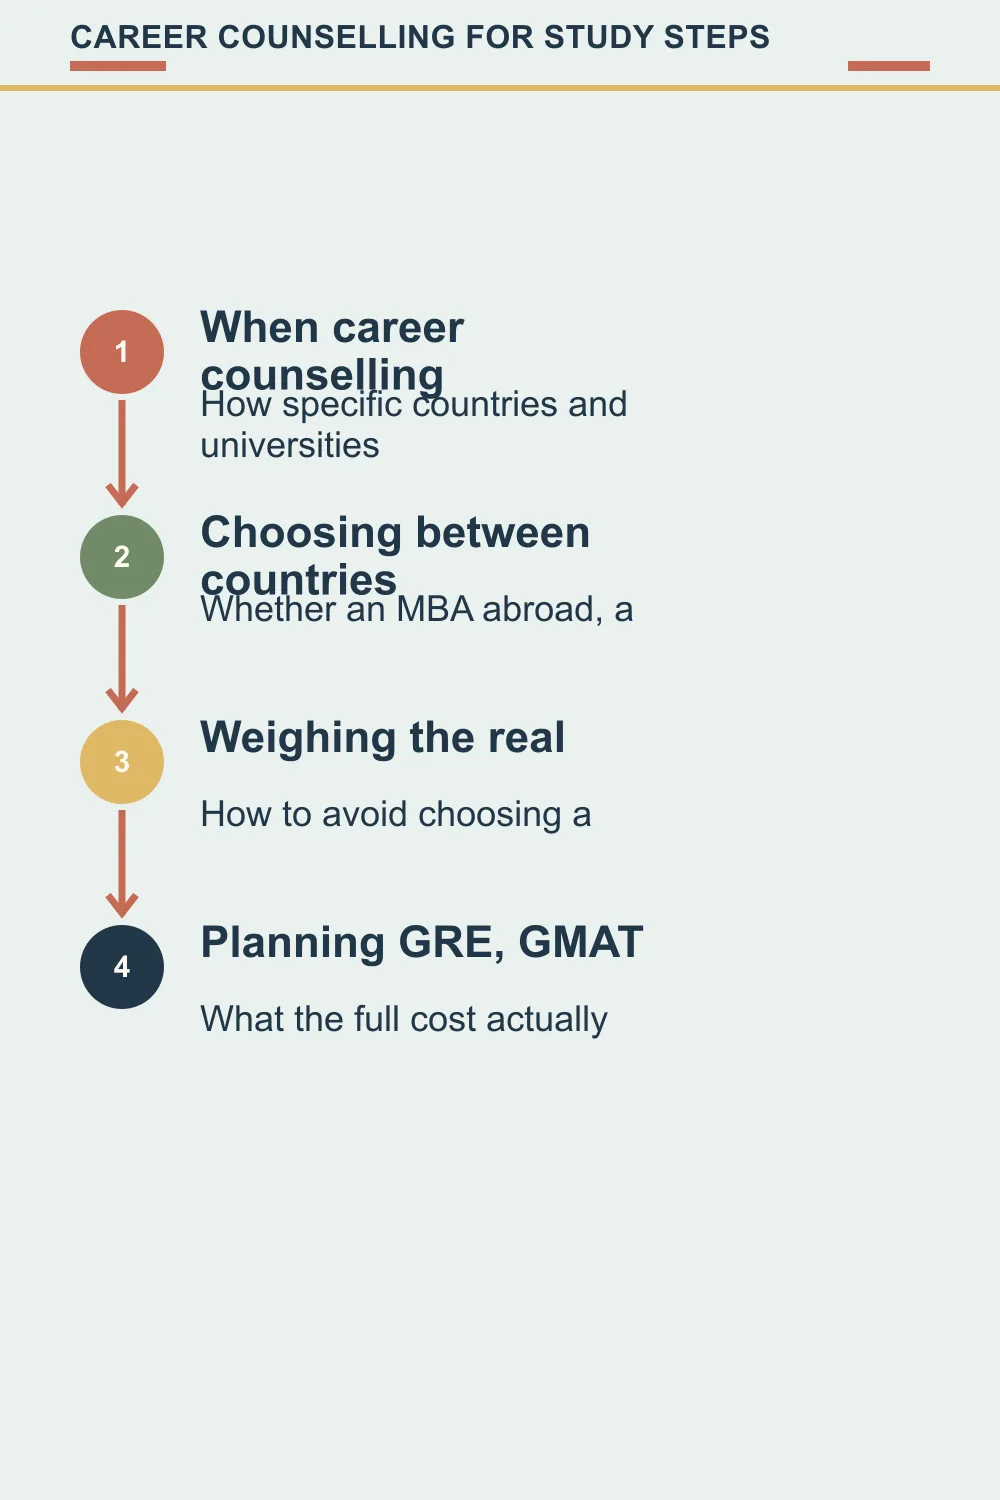 CAREER COUNSELLING FOR STUDY STEPS
1
When career
counselling
How specific countries and
universities
2
Choosing between
countries
Whether an MBA abroad, a
3
Weighing the real
How to avoid choosing a
4
Planning GRE, GMAT
What the full cost actually